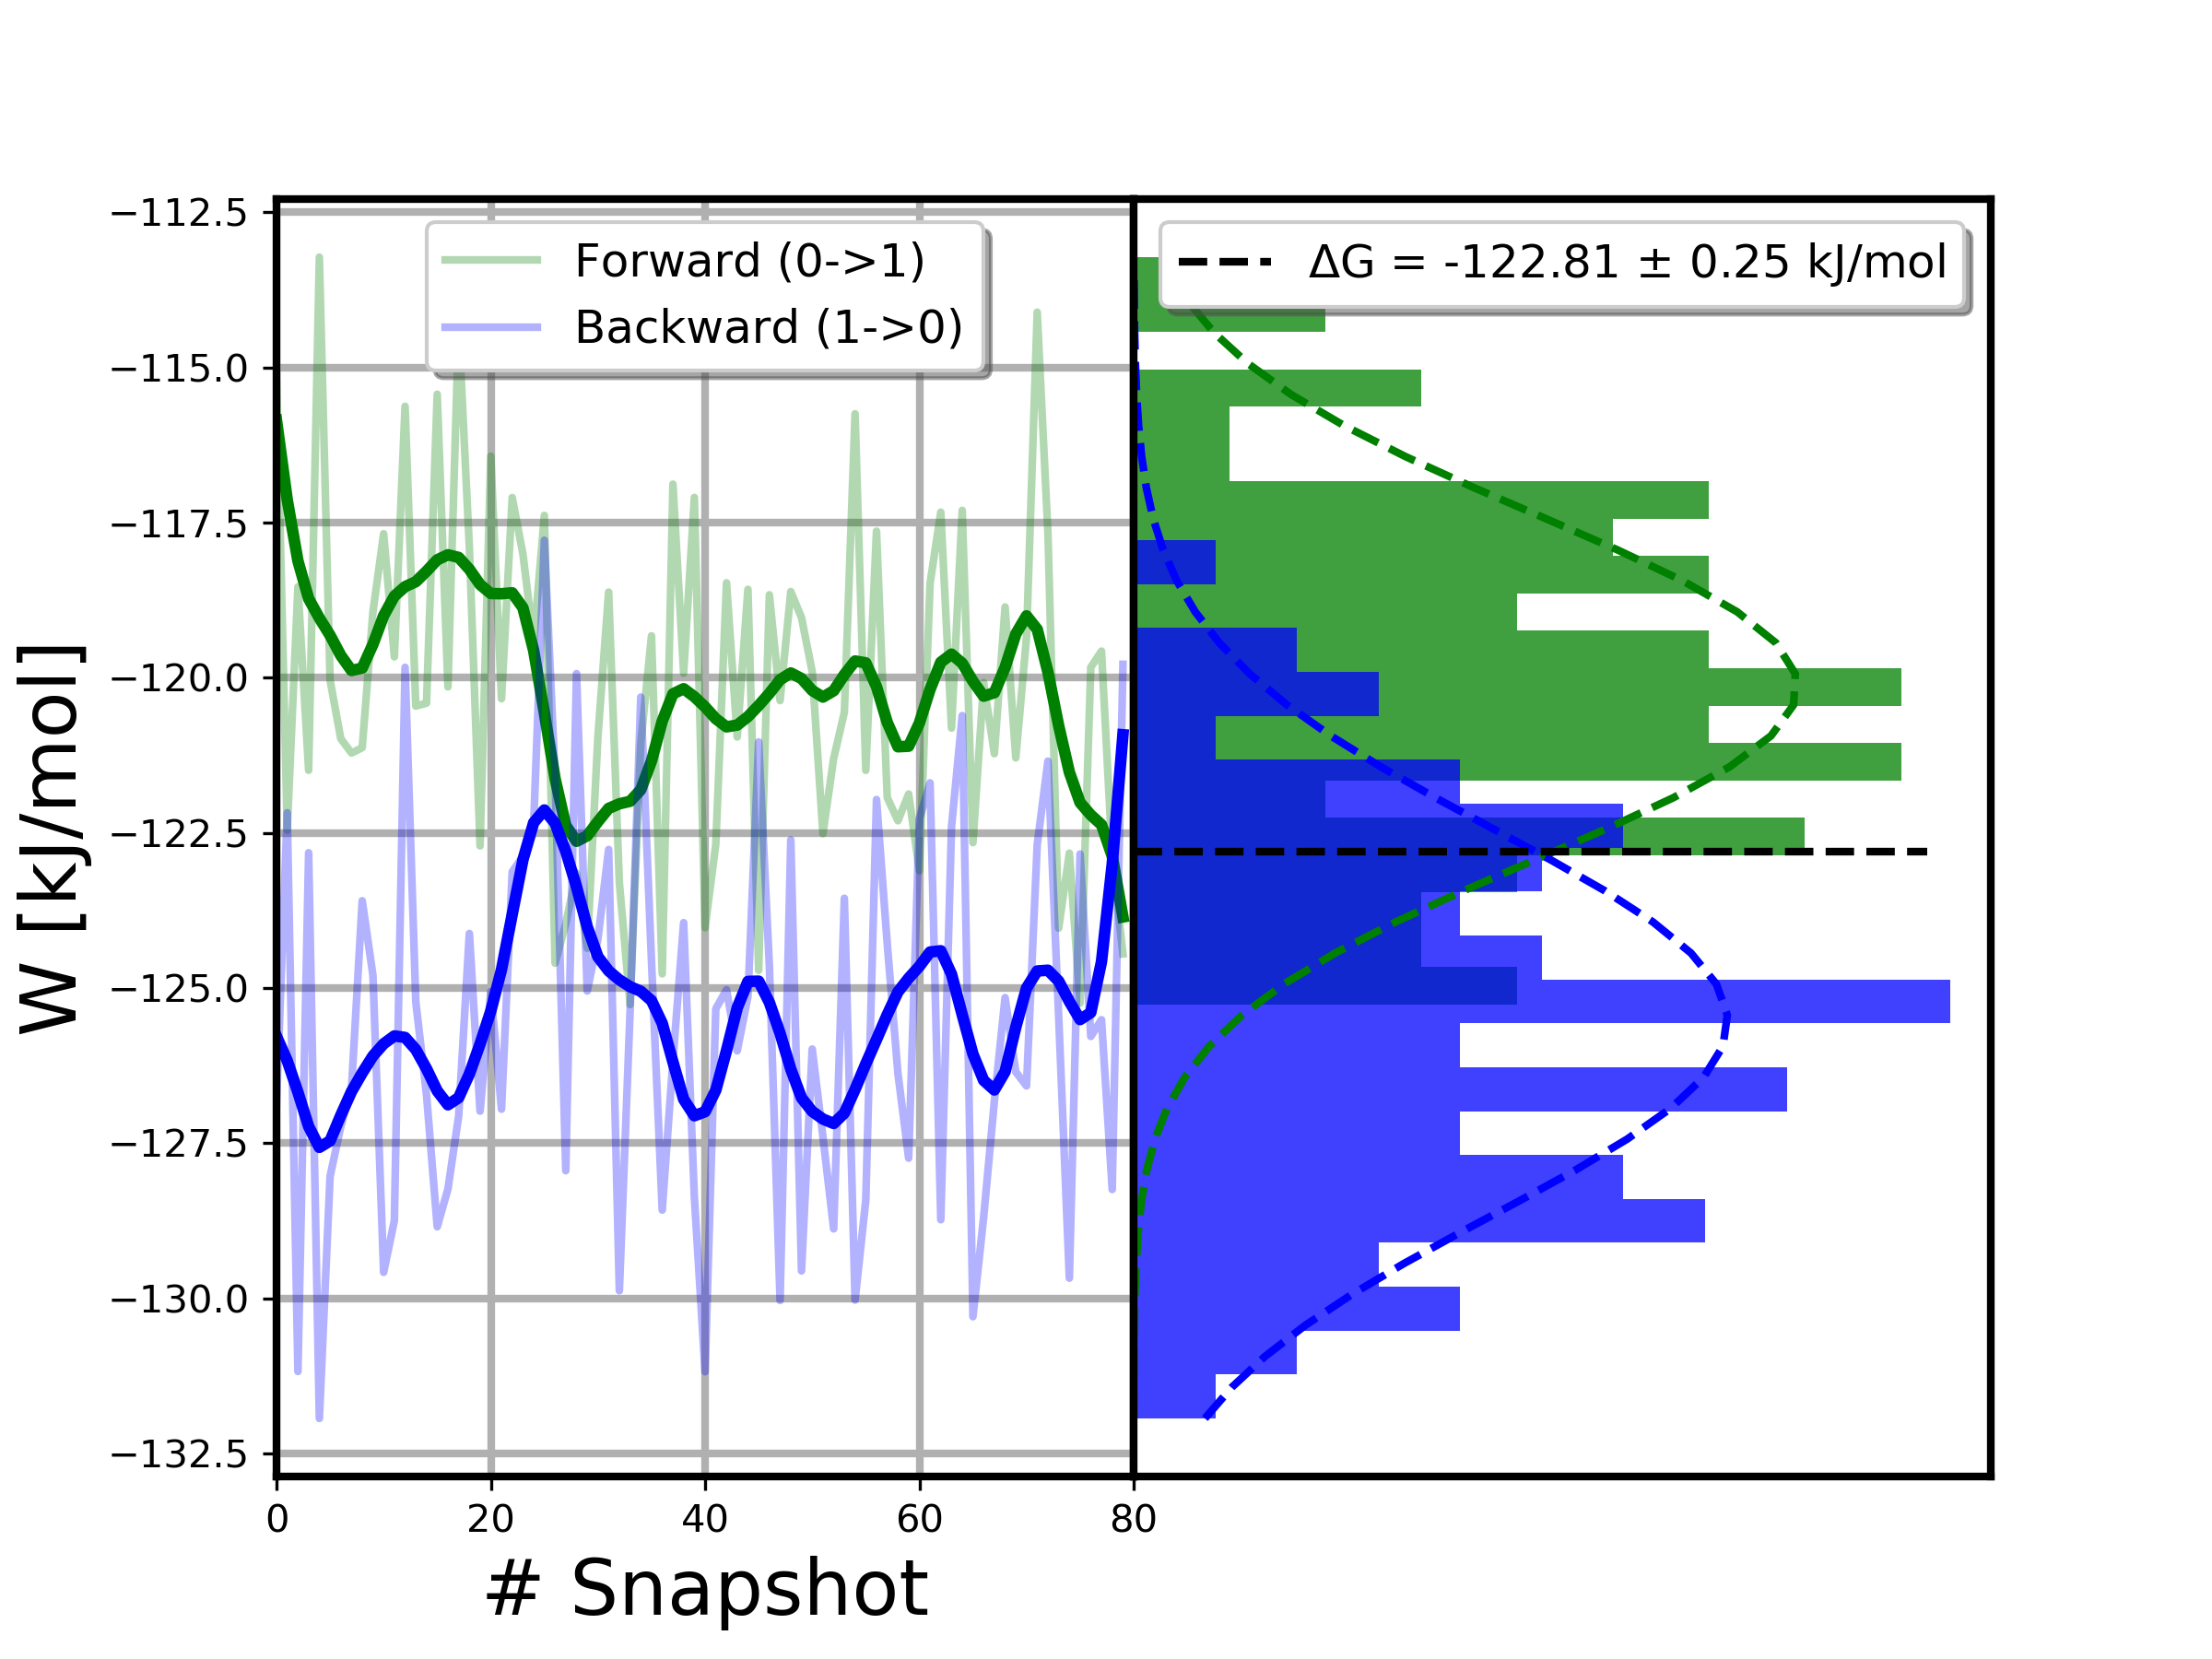 −112.5
−115.0
−117.5
−120.0
−122.5
−125.0
−127.5
−130.0
−132.5
W [kJ/mol]
Forward (0->1)
Backward (1->0)
ΔG = -122.81 ± 0.25 kJ/mol
0 20 40 60 80
# Snapshot